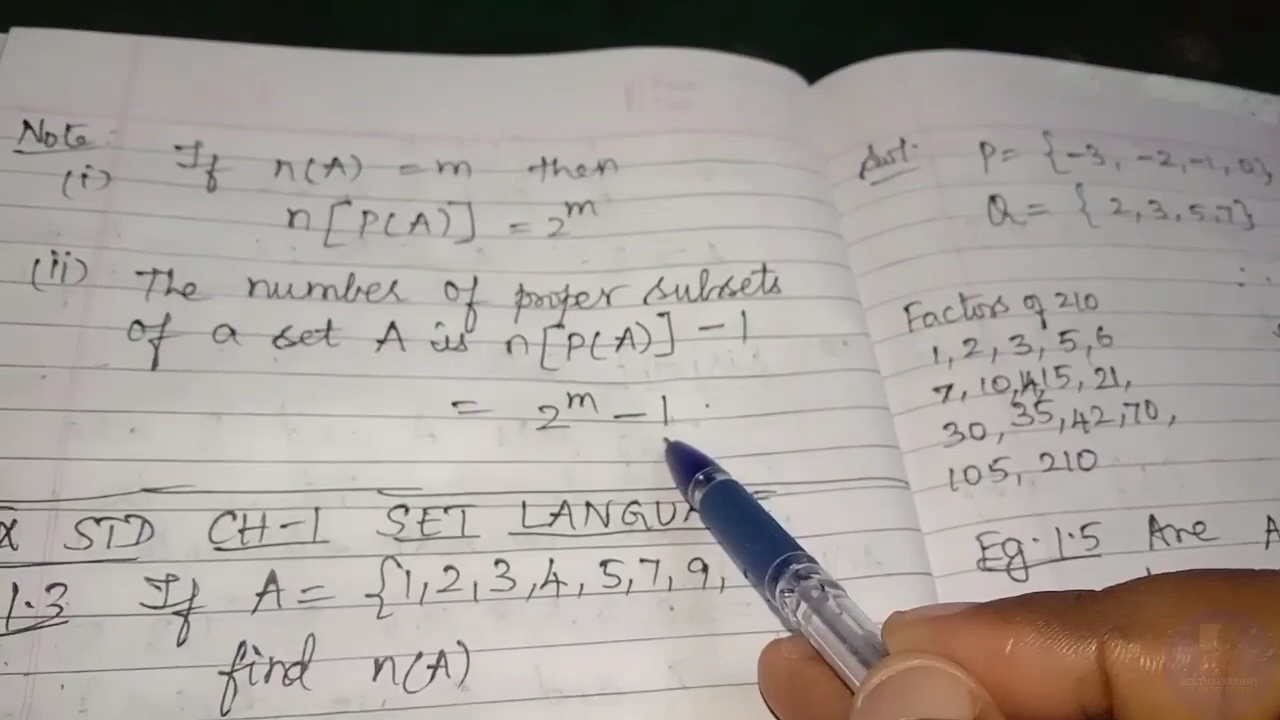 Note:
(i) If n(A) = m then
n[P(A)] = 2^m
(ii) The number of proper subsets
of a set A is n[P(A)] - 1
= 2^m - 1.
STD CH-1 SET LANGUA
1.3 If A = {1, 2, 3, 4, 5, 7, 9,
find n(A)
P = {-3, -2, -1, 0},
Q = { 2, 3, 5, 7}
Factors of 210
1, 2, 3, 5, 6
7, 10, 14, 15, 21,
30, 35, 42, 70,
105, 210
Eg. 1.5 Are A